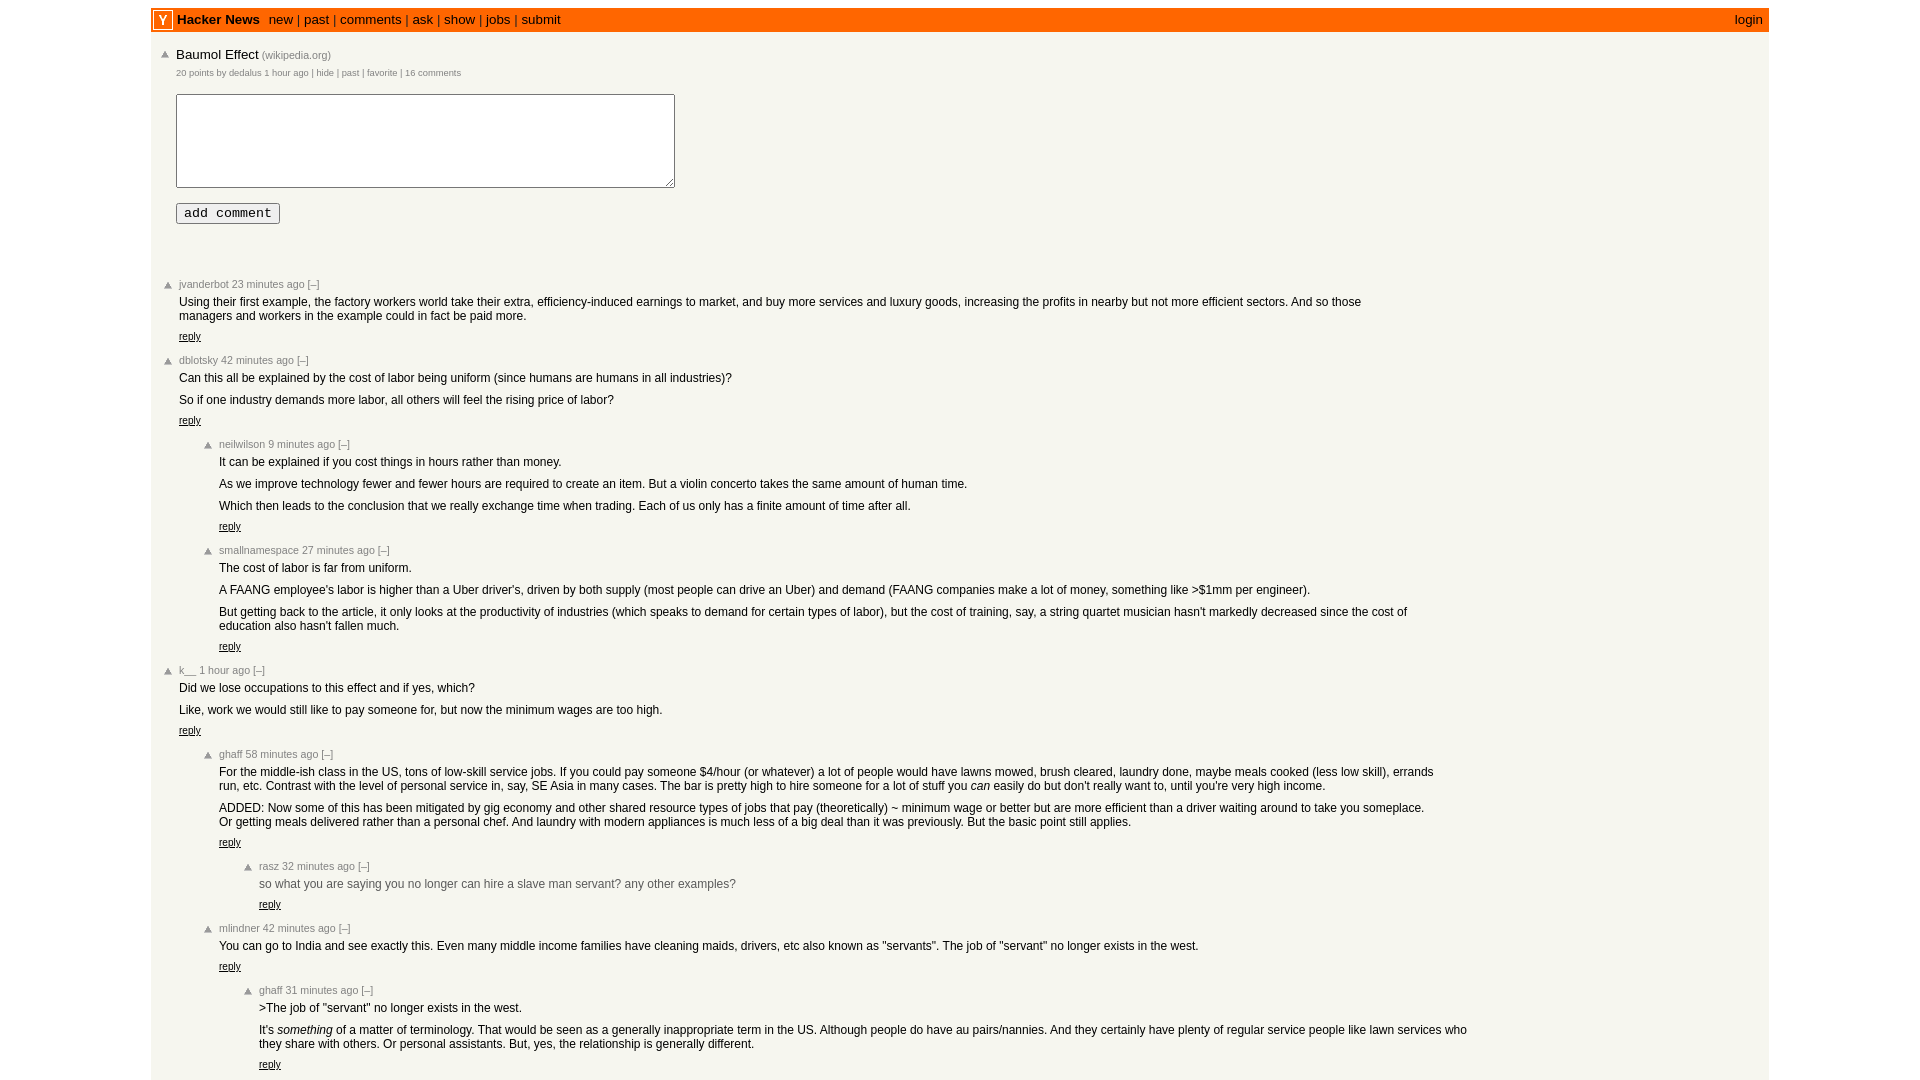 Y Hacker News new | past | comments | ask | show | jobs | submit login
Baumol Effect (wikipedia.org)
20 points by dedalus 1 hour ago | hide | past | favorite | 16 comments
add comment
jvanderbot 23 minutes ago [–]
Using their first example, the factory workers world take their extra, efficiency-induced earnings to market, and buy more services and luxury goods, increasing the profits in nearby but not more efficient sectors. And so those
managers and workers in the example could in fact be paid more.
reply
dblotsky 42 minutes ago [–]
Can this all be explained by the cost of labor being uniform (since humans are humans in all industries)?
So if one industry demands more labor, all others will feel the rising price of labor?
reply
neilwilson 9 minutes ago [–]
It can be explained if you cost things in hours rather than money.
As we improve technology fewer and fewer hours are required to create an item. But a violin concerto takes the same amount of human time.
Which then leads to the conclusion that we really exchange time when trading. Each of us only has a finite amount of time after all.
reply
smallnamespace 27 minutes ago [–]
The cost of labor is far from uniform.
A FAANG employee's labor is higher than a Uber driver's, driven by both supply (most people can drive an Uber) and demand (FAANG companies make a lot of money, something like >$1mm per engineer).
But getting back to the article, it only looks at the productivity of industries (which speaks to demand for certain types of labor), but the cost of training, say, a string quartet musician hasn't markedly decreased since the cost of
education also hasn't fallen much.
reply
k__ 1 hour ago [–]
Did we lose occupations to this effect and if yes, which?
Like, work we would still like to pay someone for, but now the minimum wages are too high.
reply
ghaff 58 minutes ago [–]
For the middle-ish class in the US, tons of low-skill service jobs. If you could pay someone $4/hour (or whatever) a lot of people would have lawns mowed, brush cleared, laundry done, maybe meals cooked (less low skill), errands
run, etc. Contrast with the level of personal service in, say, SE Asia in many cases. The bar is pretty high to hire someone for a lot of stuff you can easily do but don't really want to, until you're very high income.
ADDED: Now some of this has been mitigated by gig economy and other shared resource types of jobs that pay (theoretically) ~ minimum wage or better but are more efficient than a driver waiting around to take you someplace.
Or getting meals delivered rather than a personal chef. And laundry with modern appliances is much less of a big deal than it was previously. But the basic point still applies.
reply
rasz 32 minutes ago [–]
so what you are saying you no longer can hire a slave man servant? any other examples?
reply
mlindner 42 minutes ago [–]
You can go to India and see exactly this. Even many middle income families have cleaning maids, drivers, etc also known as "servants". The job of "servant" no longer exists in the west.
reply
ghaff 31 minutes ago [–]
>The job of "servant" no longer exists in the west.
It's something of a matter of terminology. That would be seen as a generally inappropriate term in the US. Although people do have au pairs/nannies. And they certainly have plenty of regular service people like lawn services who
they share with others. Or personal assistants. But, yes, the relationship is generally different.
reply